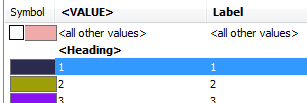 Symbol <VALUE> Label
<all other values> <all other values>
<Heading>
1 1
2 2
3 3